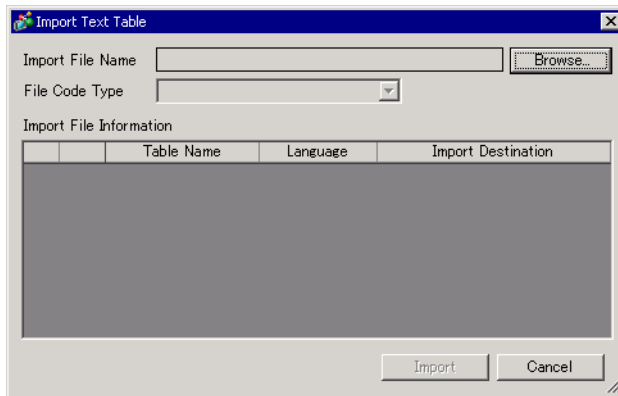 Import Text Table
Import File Name Browse...
File Code Type
Import File Information
Table Name Language Import Destination
Import Cancel